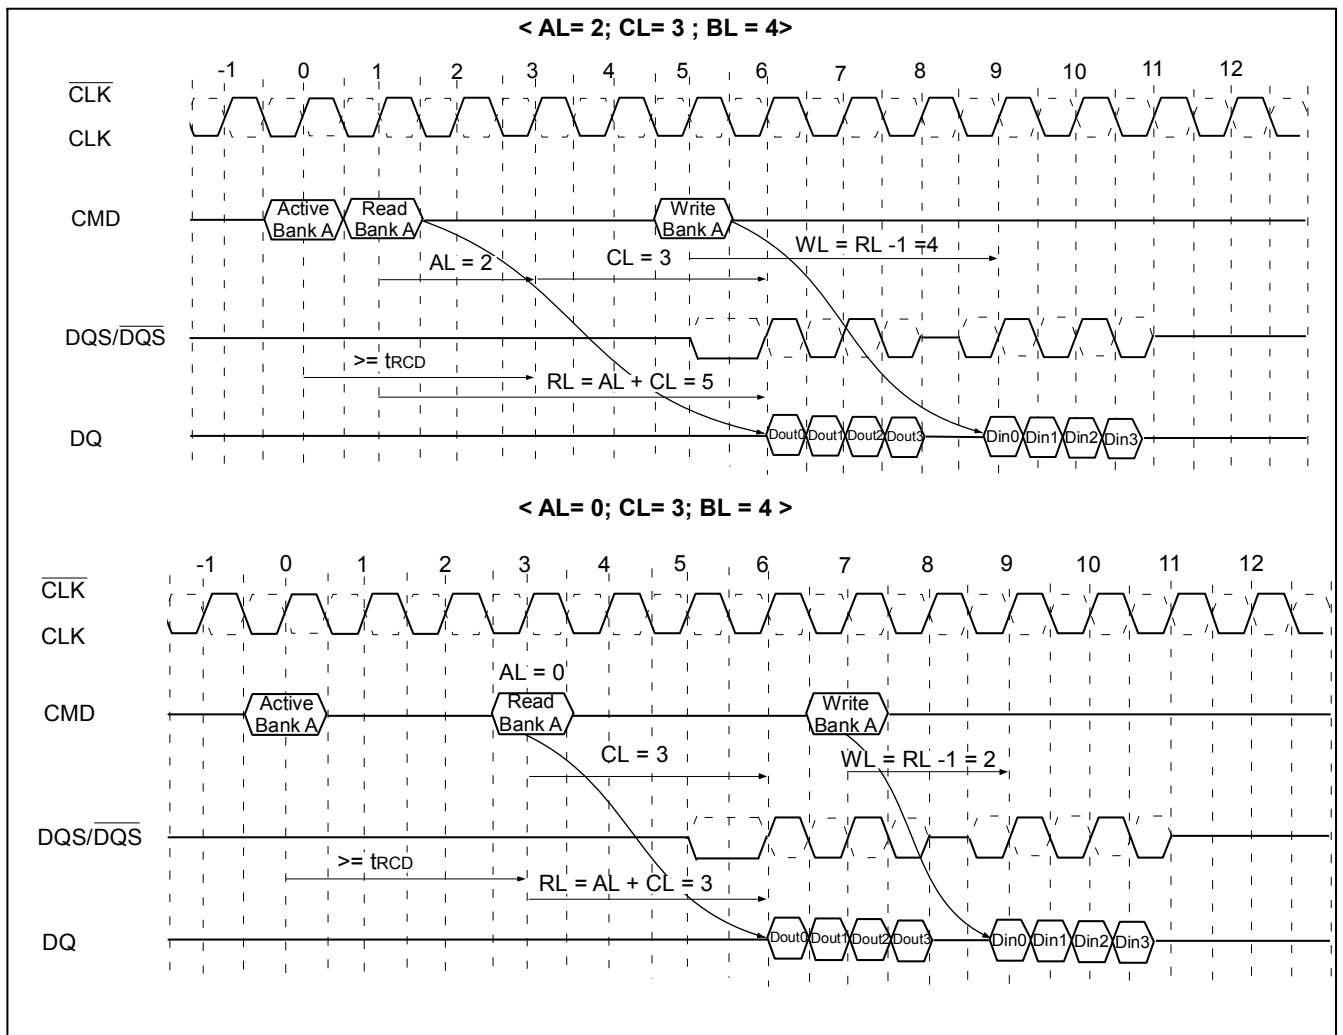 < AL= 2; CL= 3 ; BL = 4>
-1 0 1 2 3 4 5 6 7 8 9 10 11 12
CLK
CLK
CMD
Active Bank A
Read Bank A
Write Bank A
WL = RL -1 =4
AL = 2
CL = 3
DQS/DQS
>= tRCD
RL = AL + CL = 5
DQ
Dout0 Dout1 Dout2 Dout3 Din0 Din1 Din2 Din3
< AL= 0; CL= 3; BL = 4 >
-1 0 1 2 3 4 5 6 7 8 9 10 11 12
CLK
CLK
AL = 0
CMD
Active Bank A
Read Bank A
Write Bank A
CL = 3
WL = RL -1 = 2
DQS/DQS
>= tRCD
RL = AL + CL = 3
DQ
Dout0 Dout1 Dout2 Dout3 Din0 Din1 Din2 Din3